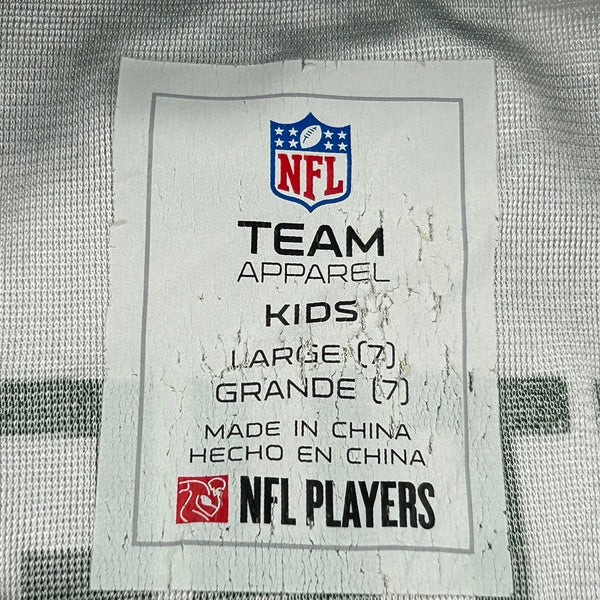 NFL
TEAM
APPAREL
KIDS
LARGE (7)
GRANDE (7)
MADE IN CHINA
HECHO EN CHINA
NFL PLAYERS